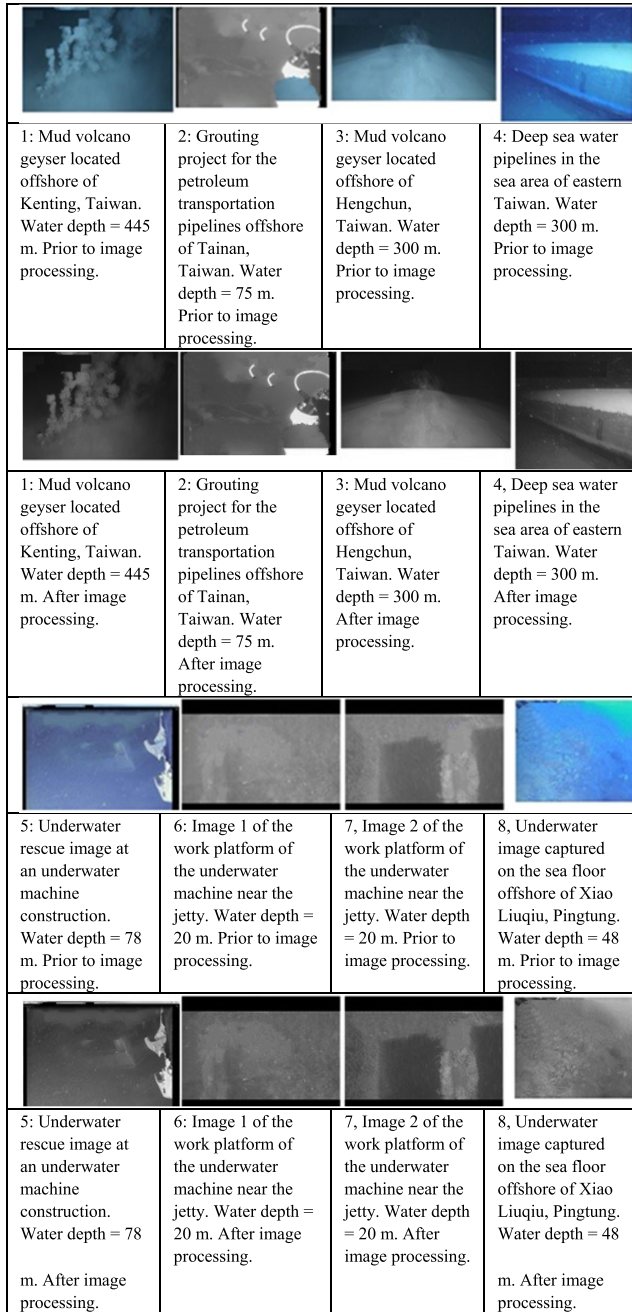 1: Mud volcano
geyser located
offshore of
Kenting, Taiwan.
Water depth = 445
m. Prior to image
processing.
2: Grouting
project for the
petroleum
transportation
pipelines offshore
of Tainan,
Taiwan. Water
depth = 75 m.
Prior to image
processing.
3: Mud volcano
geyser located
offshore of
Hengchun,
Taiwan. Water
depth = 300 m.
Prior to image
processing.
4: Deep sea water
pipelines in the
sea area of eastern
Taiwan. Water
depth = 300 m.
Prior to image
processing.
1: Mud volcano
geyser located
offshore of
Kenting, Taiwan.
Water depth = 445
m. After image
processing.
2: Grouting
project for the
petroleum
transportation
pipelines offshore
of Tainan,
Taiwan. Water
depth = 75 m.
After image
processing.
3: Mud volcano
geyser located
offshore of
Hengchun,
Taiwan. Water
depth = 300 m.
After image
processing.
4, Deep sea water
pipelines in the
sea area of eastern
Taiwan. Water
depth = 300 m.
After image
processing.
5: Underwater
rescue image at
an underwater
machine
construction.
Water depth = 78
m. Prior to image
processing.
6: Image 1 of the
work platform of
the underwater
machine near the
jetty. Water depth =
20 m. Prior to image
processing.
7, Image 2 of the
work platform of
the underwater
machine near the
jetty. Water depth
= 20 m. Prior to
image processing.
8, Underwater
image captured
on the sea floor
offshore of Xiao
Liuqiu, Pingtung.
Water depth = 48
m. Prior to image
processing.
5: Underwater
rescue image at
an underwater
machine
construction.
Water depth = 78
m. After image
processing.
6: Image 1 of the
work platform of
the underwater
machine near the
jetty. Water depth =
20 m. After image
processing.
7, Image 2 of the
work platform of
the underwater
machine near the
jetty. Water depth
= 20 m. After
image processing.
8, Underwater
image captured
on the sea floor
offshore of Xiao
Liuqiu, Pingtung.
Water depth = 48
m. After image
processing.